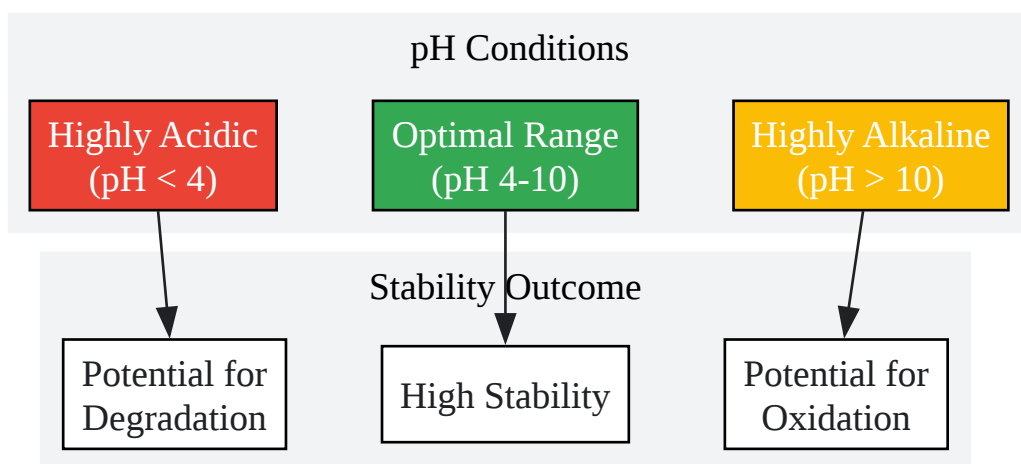 pH Conditions
Highly Acidic
(pH < 4)
Optimal Range
(pH 4-10)
Highly Alkaline
(pH > 10)
Stability Outcome
Potential for
Degradation
High Stability
Potential for
Oxidation